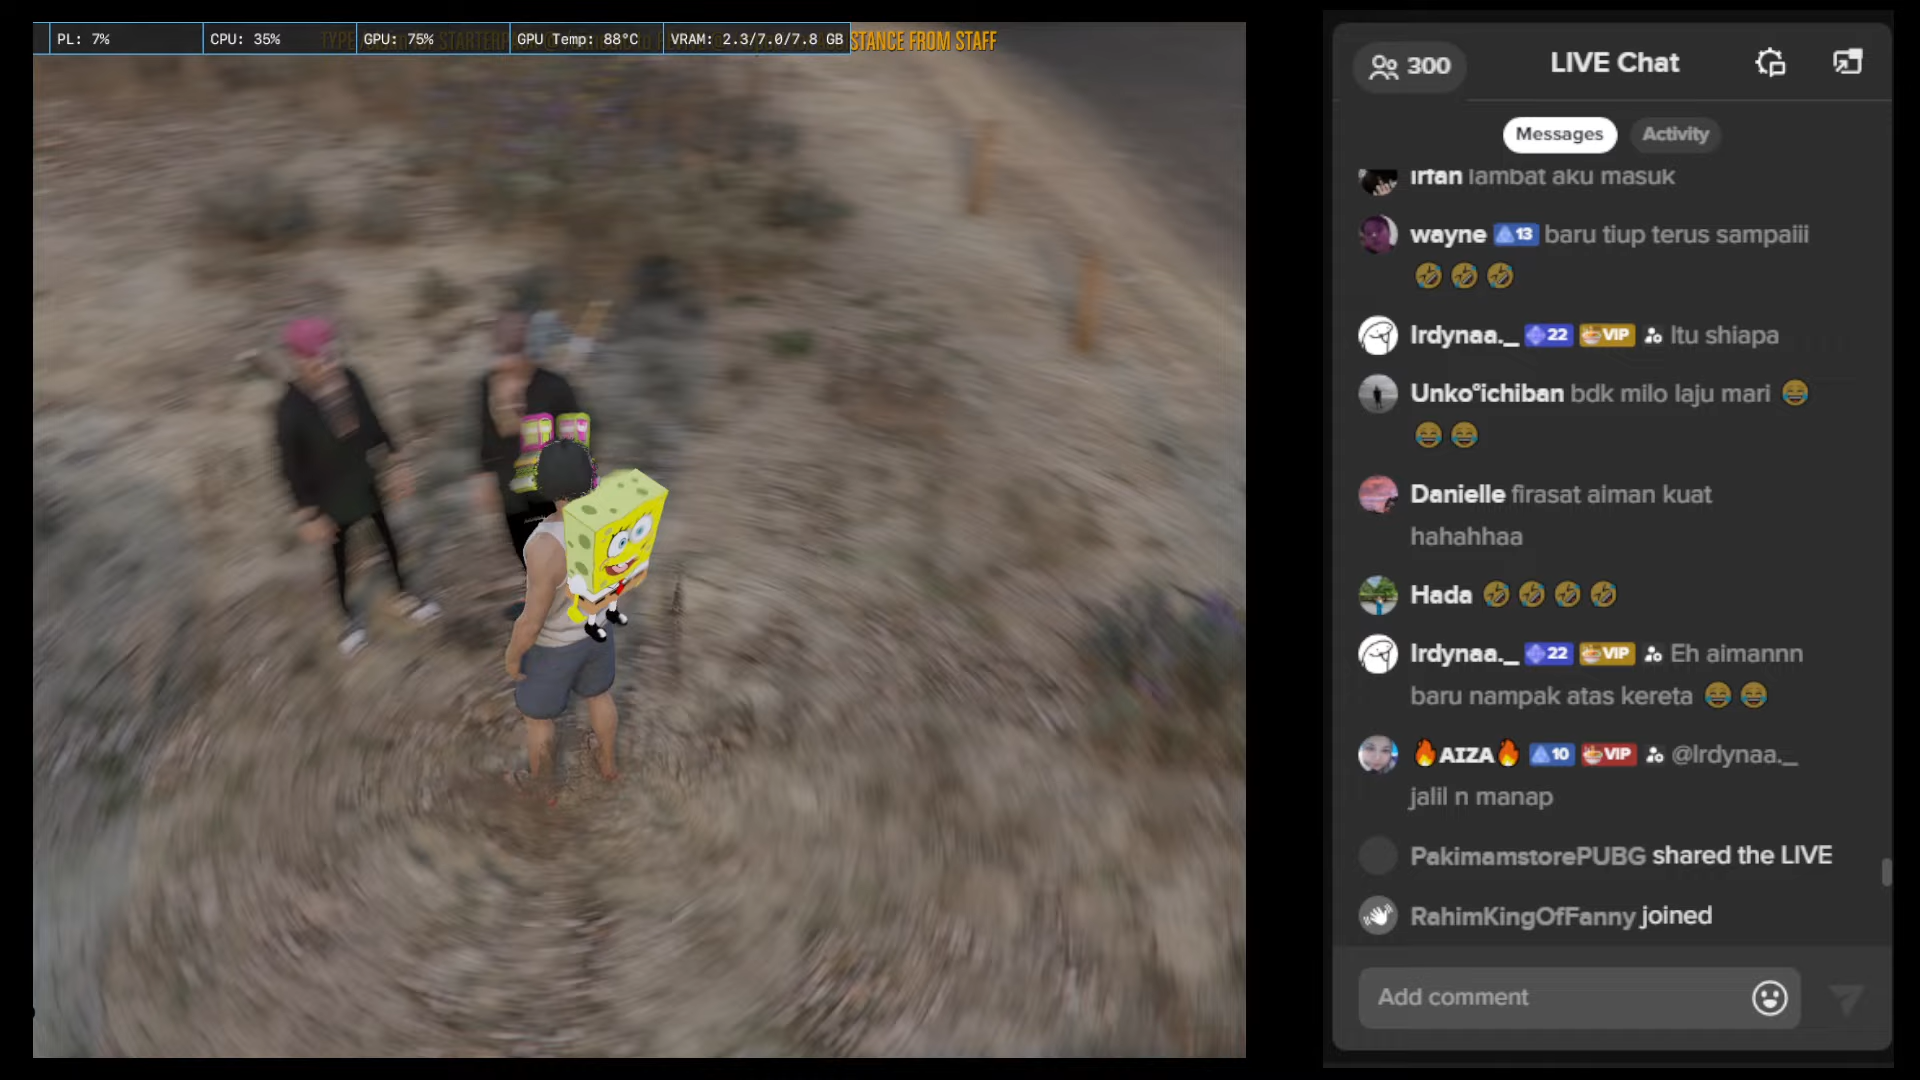 PL: 7%
CPU: 35%
GPU: 75%
GPU Temp: 88°C
VRAM: 2.3/7.0/7.8 GB
STANCE FROM STAFF
300
LIVE Chat
Messages
Activity
irfan lambat aku masuk
wayne 13 baru tiup terus sampaiii
🤣 🤣 🤣
lrdynaa._ 22 VIP Itu shiapa
Unko°ichiban bdk milo laju mari 😂
😂 😂
Danielle firasat aiman kuat
hahahhaa
Hada 🤣 🤣 🤣 🤣
lrdynaa._ 22 VIP Eh aimannn
baru nampak atas kereta 😂 😂
🔥AIZA🔥 10 VIP @lrdynaa._
jalil n manap
PakimamstorePUBG shared the LIVE
RahimKingOfFanny joined
Add comment